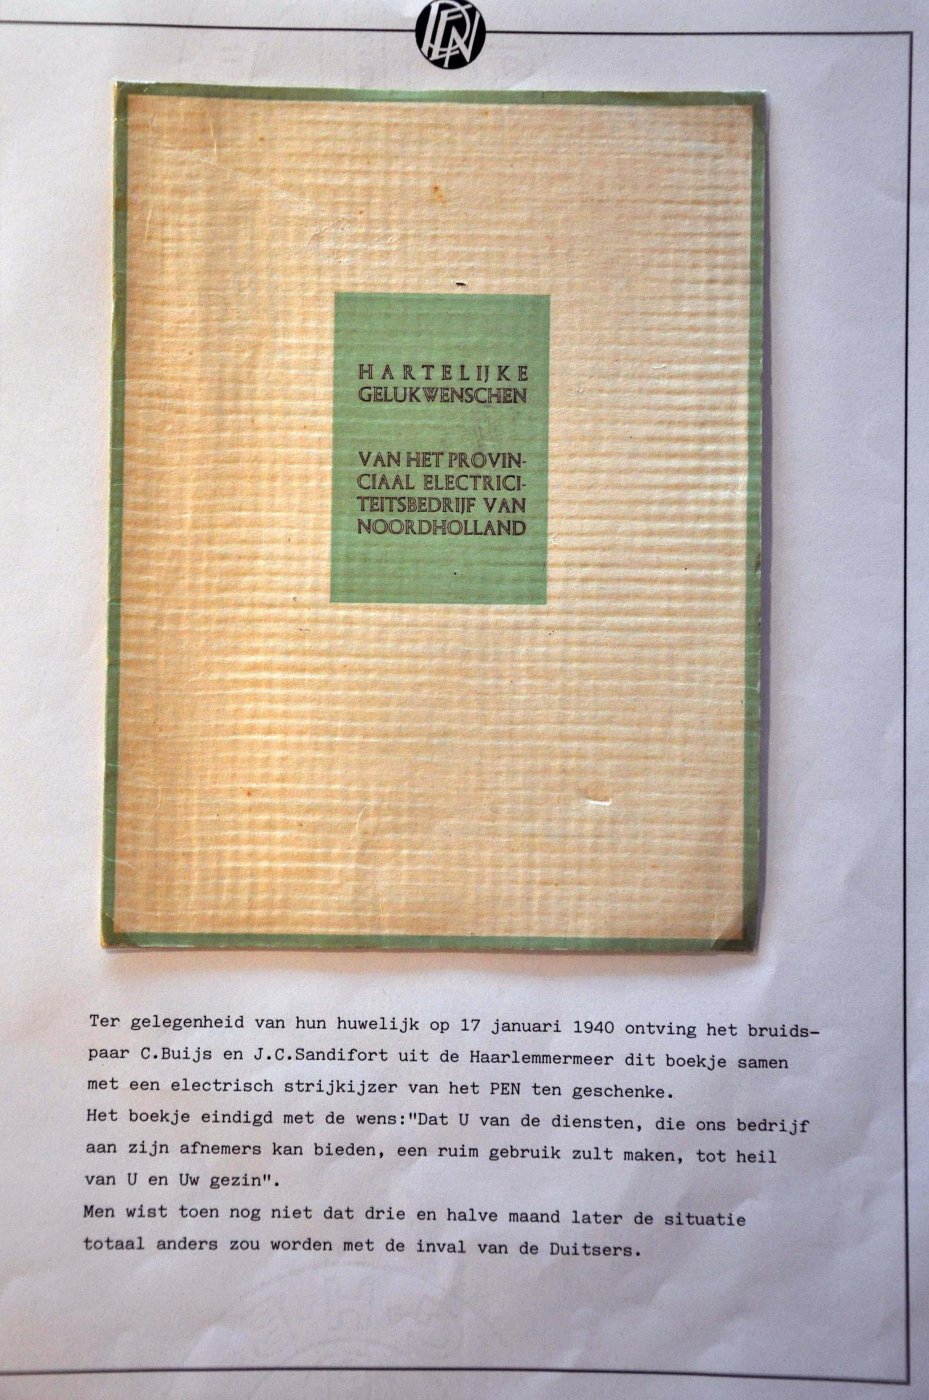 PEN
HARTELIJKE
GELUKWENSCHEN
VAN HET PROVIN-
CIAAL ELECTRICI-
TEITSBEDRIJF VAN
NOORDHOLLAND
Ter gelegenheid van hun huwelijk op 17 januari 1940 ontving het bruids-
paar C.Buijs en J.C.Sandifort uit de Haarlemmermeer dit boekje samen
met een electrisch strijkijzer van het PEN ten geschenke.
Het boekje eindigd met de wens:"Dat U van de diensten, die ons bedrijf
aan zijn afnemers kan bieden, een ruim gebruik zult maken, tot heil
van U en Uw gezin".
Men wist toen nog niet dat drie en halve maand later de situatie
totaal anders zou worden met de inval van de Duitsers.